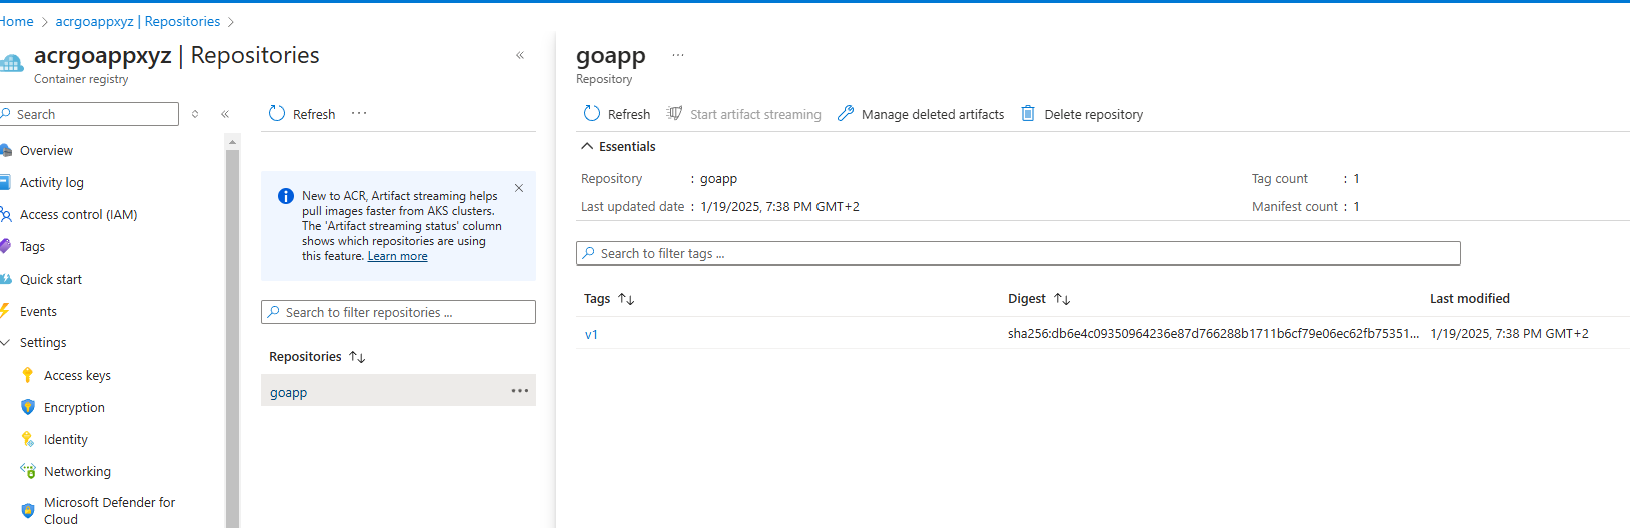 Home > acrgoappxyz | Repositories >
acrgoappxyz | Repositories
Container registry
«
Search
«
Overview
Activity log
Access control (IAM)
Tags
Quick start
Events
Settings
Access keys
Encryption
Identity
Networking
Microsoft Defender for
Cloud
Refresh ...
New to ACR, Artifact streaming helps
pull images faster from AKS clusters.
The 'Artifact streaming status' column
shows which repositories are using
this feature. Learn more
Search to filter repositories ...
Repositories ↑↓
goapp ...
goapp ...
Repository
Refresh Start artifact streaming Manage deleted artifacts Delete repository
Essentials
Repository : goapp Tag count : 1
Last updated date : 1/19/2025, 7:38 PM GMT+2 Manifest count : 1
Search to filter tags ...
Tags ↑↓ Digest ↑↓ Last modified
v1 sha256:db6e4c09350964236e87d766288b1711b6cf79e06ec62fb75351... 1/19/2025, 7:38 PM GMT+2